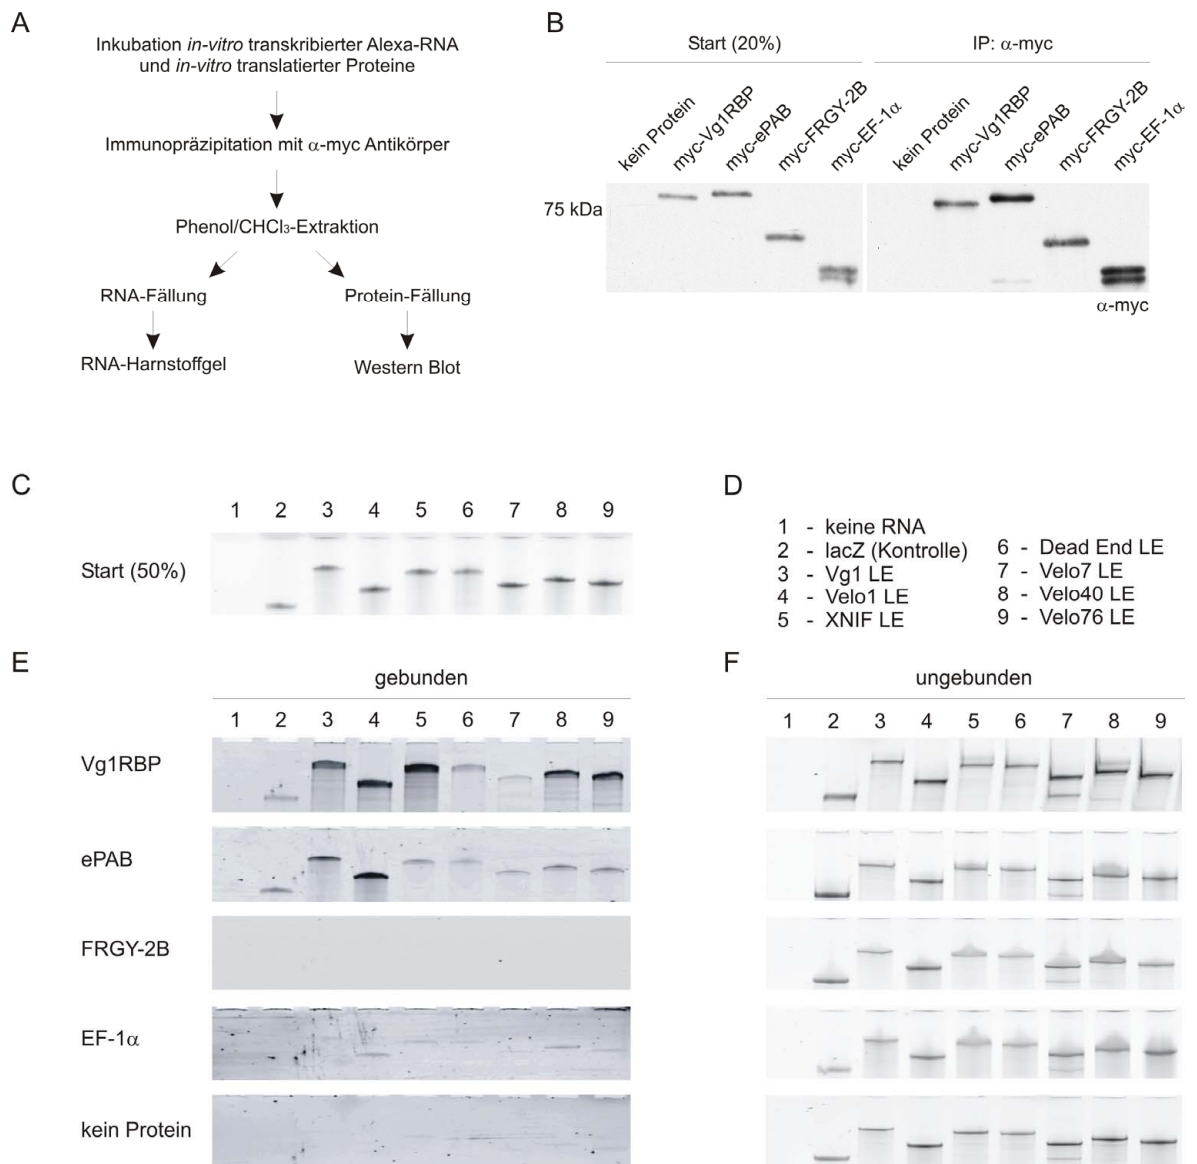 A
Inkubation in-vitro transkribierter Alexa-RNA
und in-vitro translatierter Proteine
Immunopräzipitation mit α-myc Antikörper
Phenol/CHCl₃-Extraktion
RNA-Fällung
Protein-Fällung
RNA-Harnstoffgel
Western Blot
B
Start (20%)
IP: α-myc
kein Protein
myc-Vg1RBP
myc-ePAB
myc-FRGY-2B
myc-EF-1α
kein Protein
myc-Vg1RBP
myc-ePAB
myc-FRGY-2B
myc-EF-1α
75 kDa
α-myc
C
1 2 3 4 5 6 7 8 9
Start (50%)
D
1 - keine RNA
2 - lacZ (Kontrolle)
3 - Vg1 LE
4 - Velo1 LE
5 - XNIF LE
6 - Dead End LE
7 - Velo7 LE
8 - Velo40 LE
9 - Velo76 LE
E
gebunden
1 2 3 4 5 6 7 8 9
Vg1RBP
ePAB
FRGY-2B
EF-1α
kein Protein
F
ungebunden
1 2 3 4 5 6 7 8 9